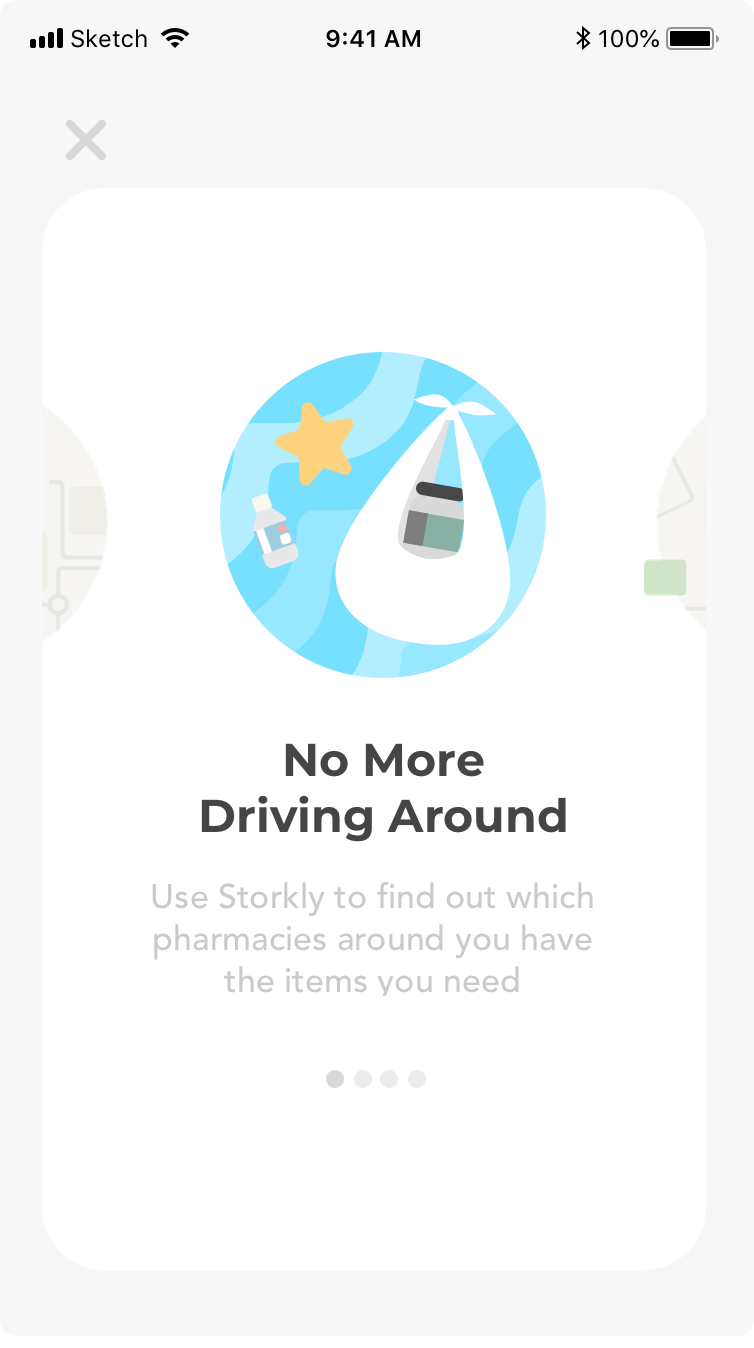 Sketch 9:41 AM 100%
No More
Driving Around
Use Storkly to find out which
pharmacies around you have
the items you need